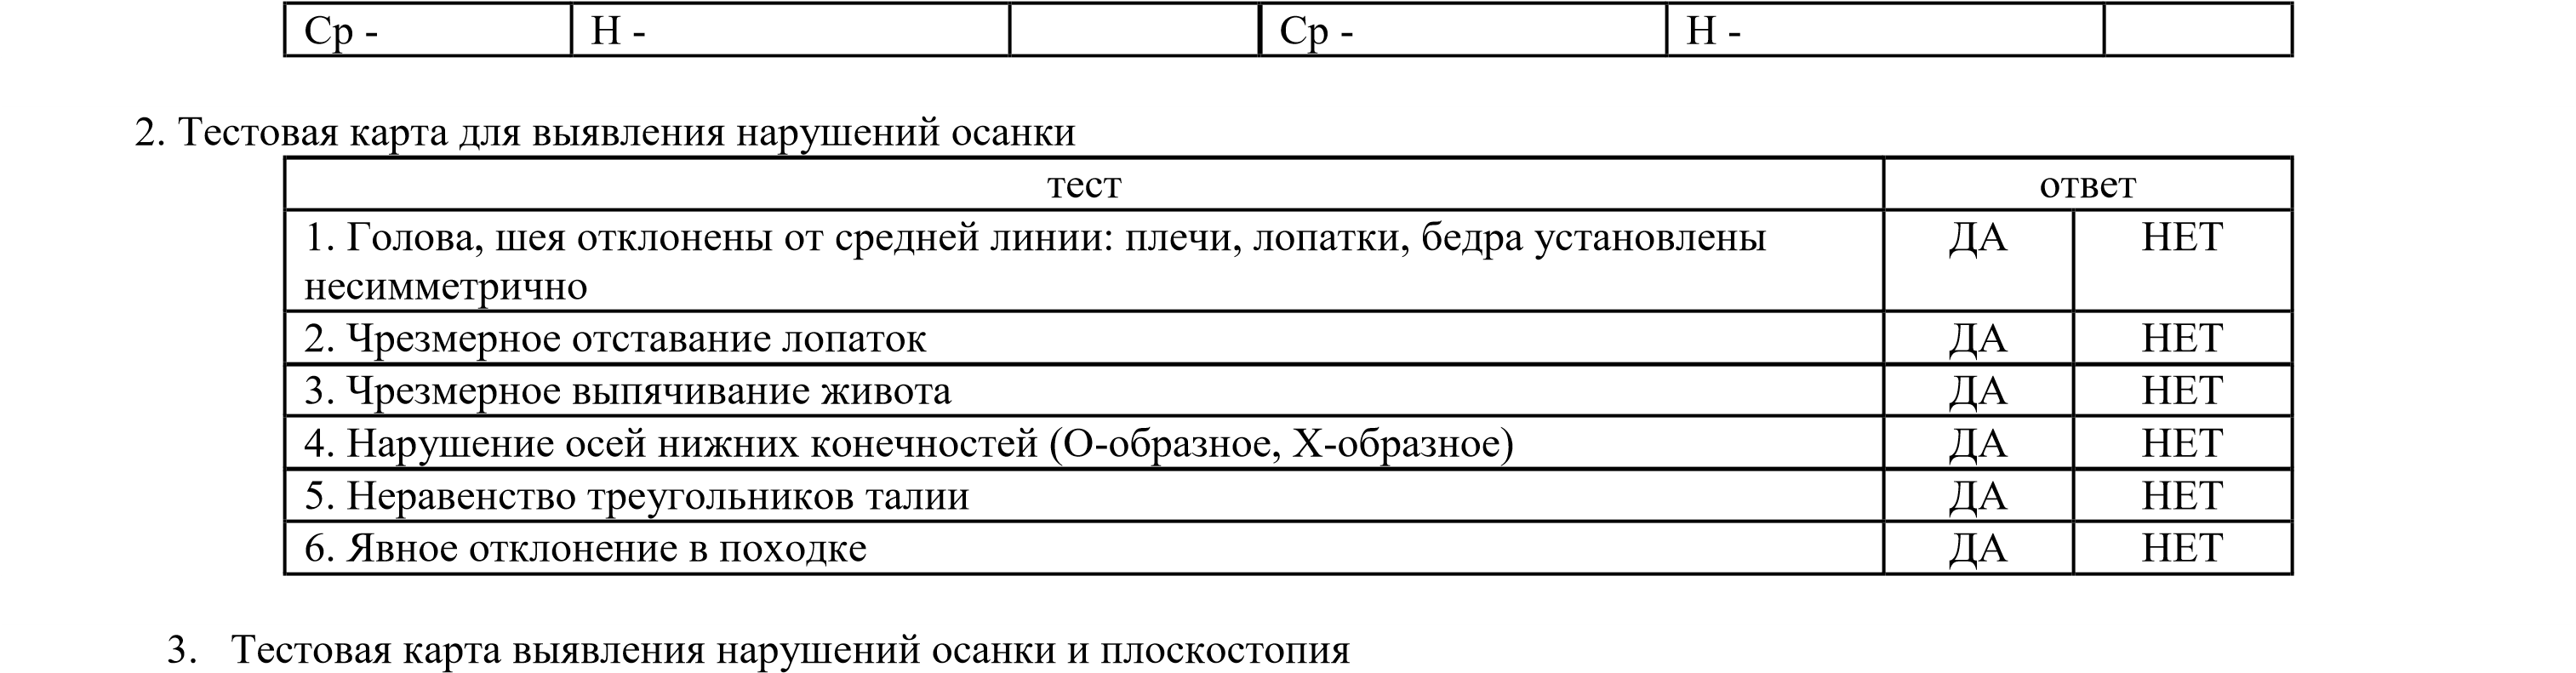 Ср - Н - Ср - Н -
2. Тестовая карта для выявления нарушений осанки
тест ответ
1. Голова, шея отклонены от средней линии: плечи, лопатки, бедра установлены ДА НЕТ
несимметрично
2. Чрезмерное отставание лопаток ДА НЕТ
3. Чрезмерное выпячивание живота ДА НЕТ
4. Нарушение осей нижних конечностей (О-образное, Х-образное) ДА НЕТ
5. Неравенство треугольников талии ДА НЕТ
6. Явное отклонение в походке ДА НЕТ
3. Тестовая карта выявления нарушений осанки и плоскостопия